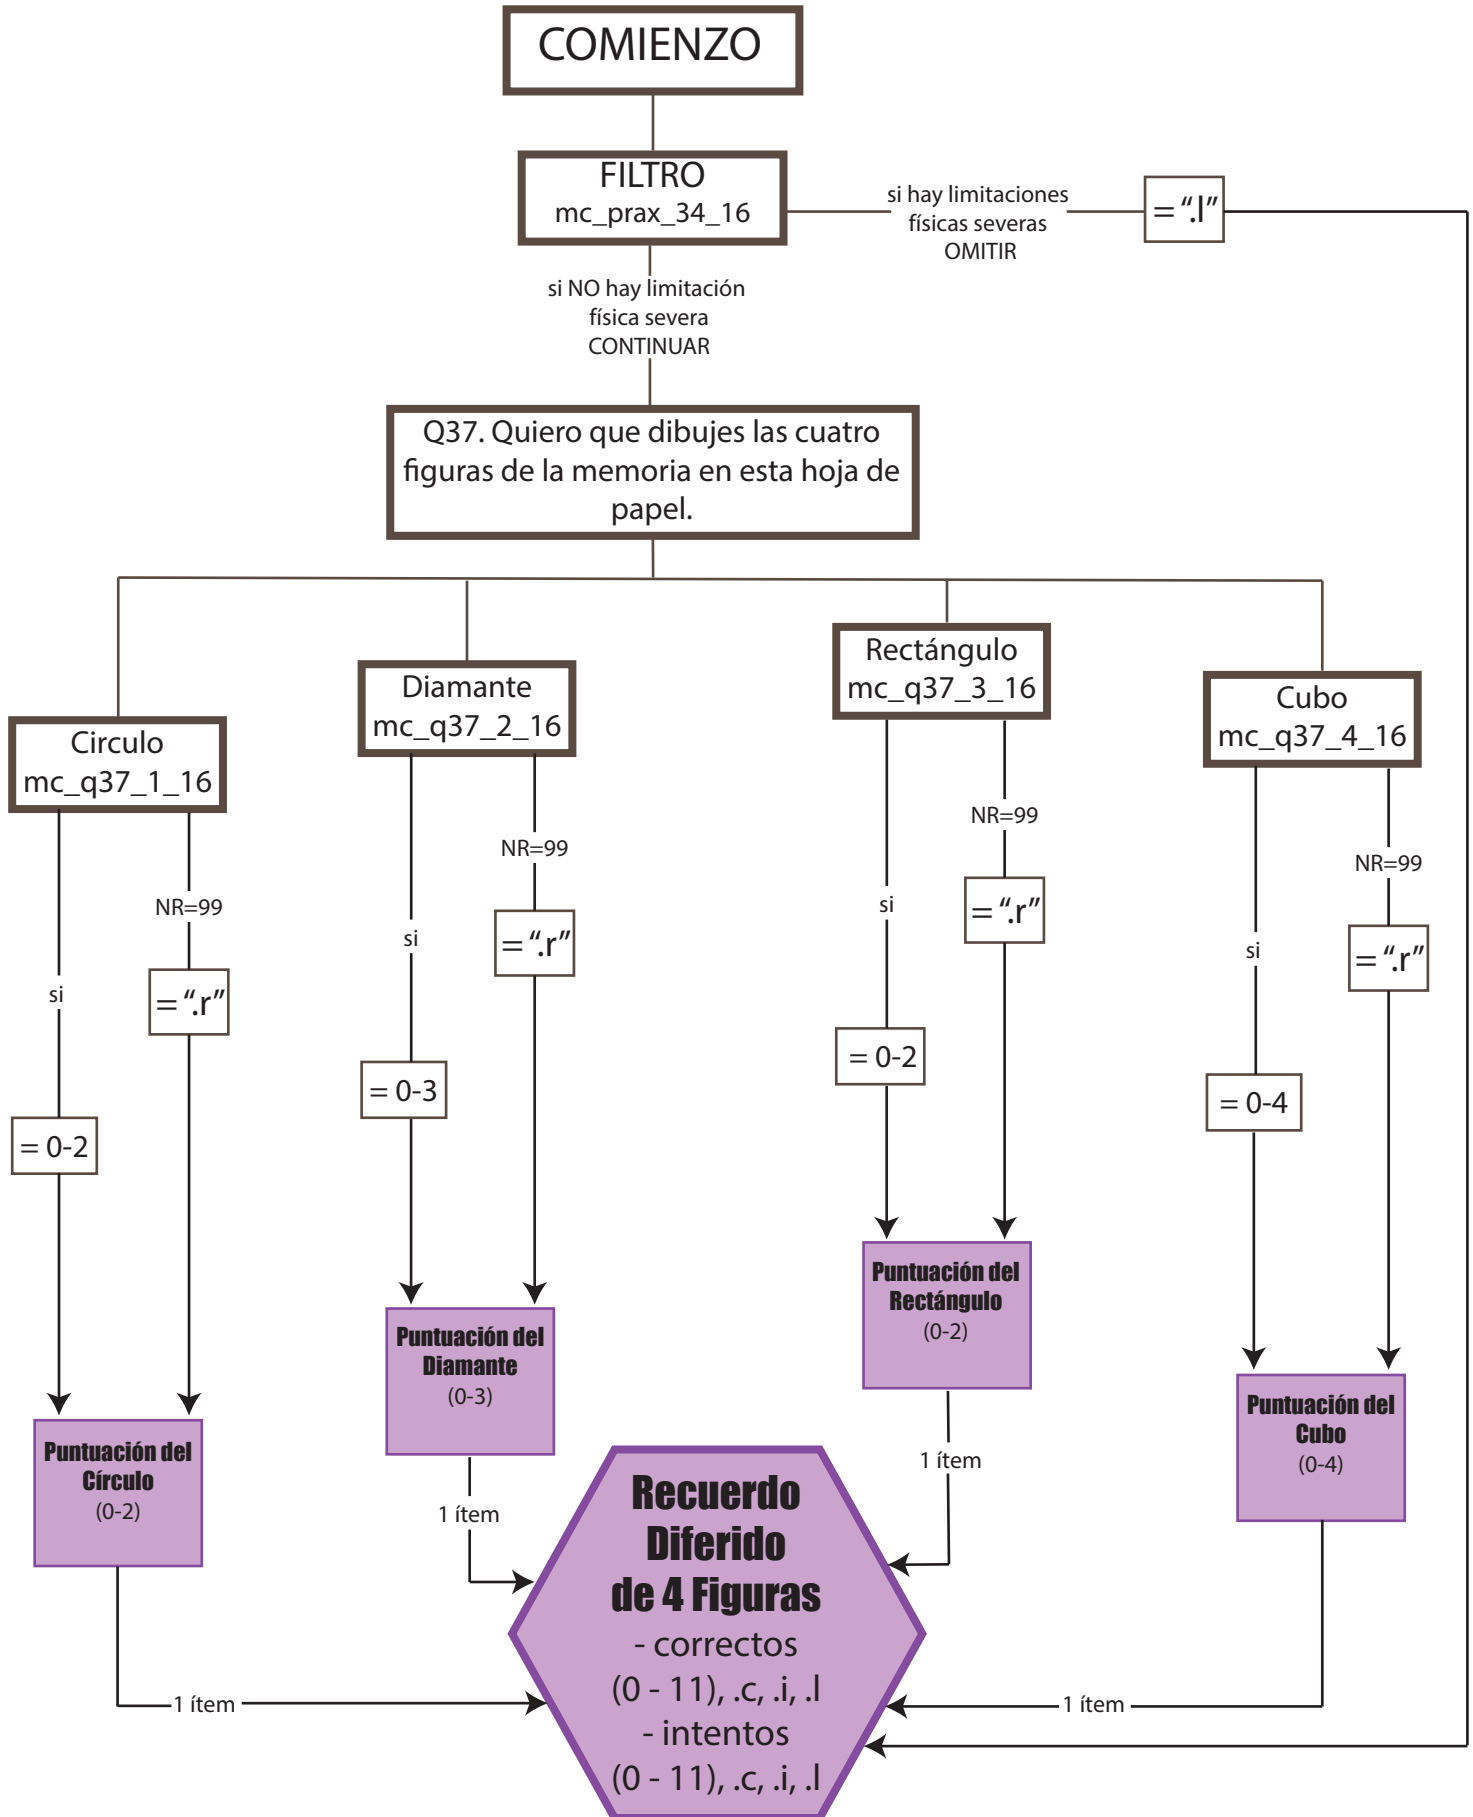 COMIENZO
FILTRO
mc_prax_34_16
si hay limitaciones
físicas severas
OMITIR
= “.l”
si NO hay limitación
física severa
CONTINUAR
Q37. Quiero que dibujes las cuatro
figuras de la memoria en esta hoja de
papel.
Circulo
mc_q37_1_16
Diamante
mc_q37_2_16
Rectángulo
mc_q37_3_16
Cubo
mc_q37_4_16
si
NR=99
= “.r”
= 0-2
si
NR=99
= “.r”
= 0-3
si
NR=99
= “.r”
= 0-2
si
NR=99
= “.r”
= 0-4
Puntuación del
Círculo
(0-2)
Puntuación del
Diamante
(0-3)
Puntuación del
Rectángulo
(0-2)
Puntuación del
Cubo
(0-4)
1 ítem
1 ítem
1 ítem
1 ítem
Recuerdo
Diferido
de 4 Figuras
- correctos
(0 - 11), .c, .i, .l
- intentos
(0 - 11), .c, .i, .l